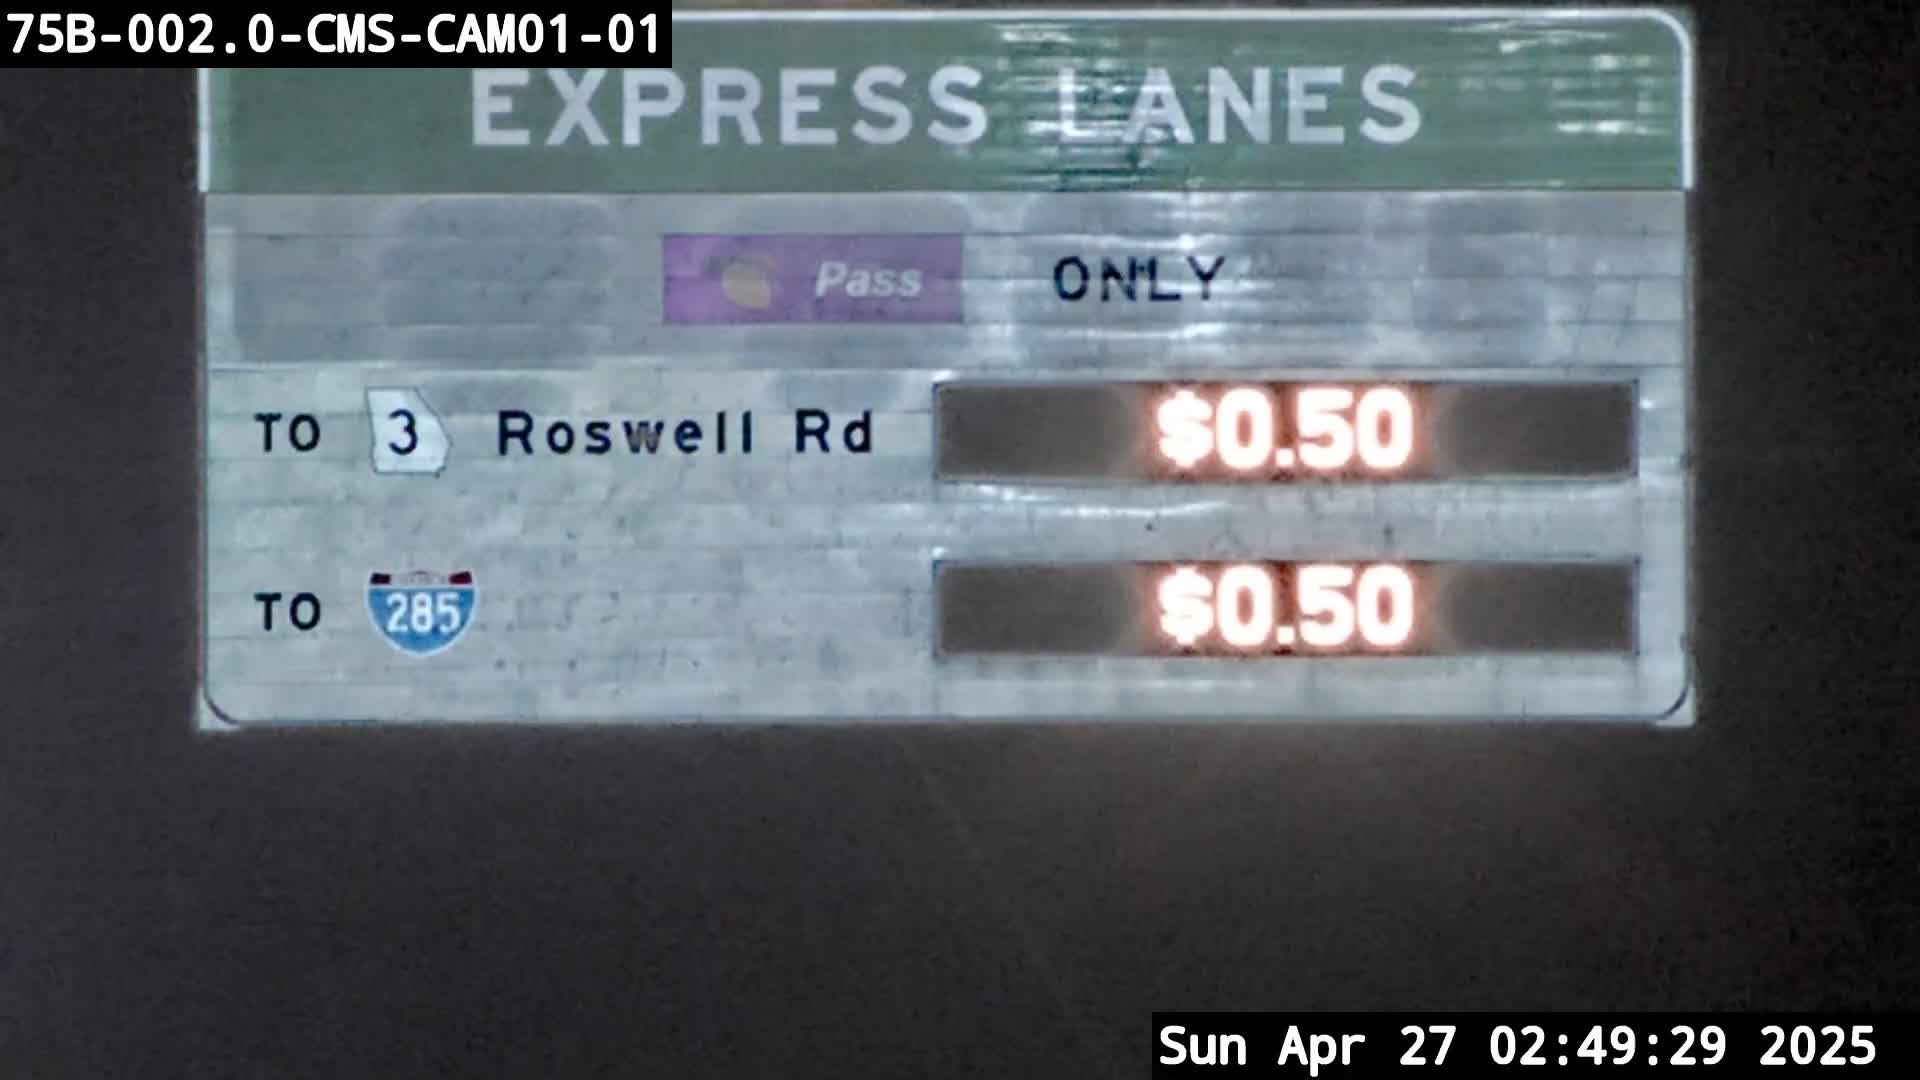 75B-002.0-CMS-CAM01-01
EXPRESS LANES
Pass ONLY
TO 3 Roswell Rd $0.50
TO 285 $0.50
Sun Apr 27 02:49:29 2025